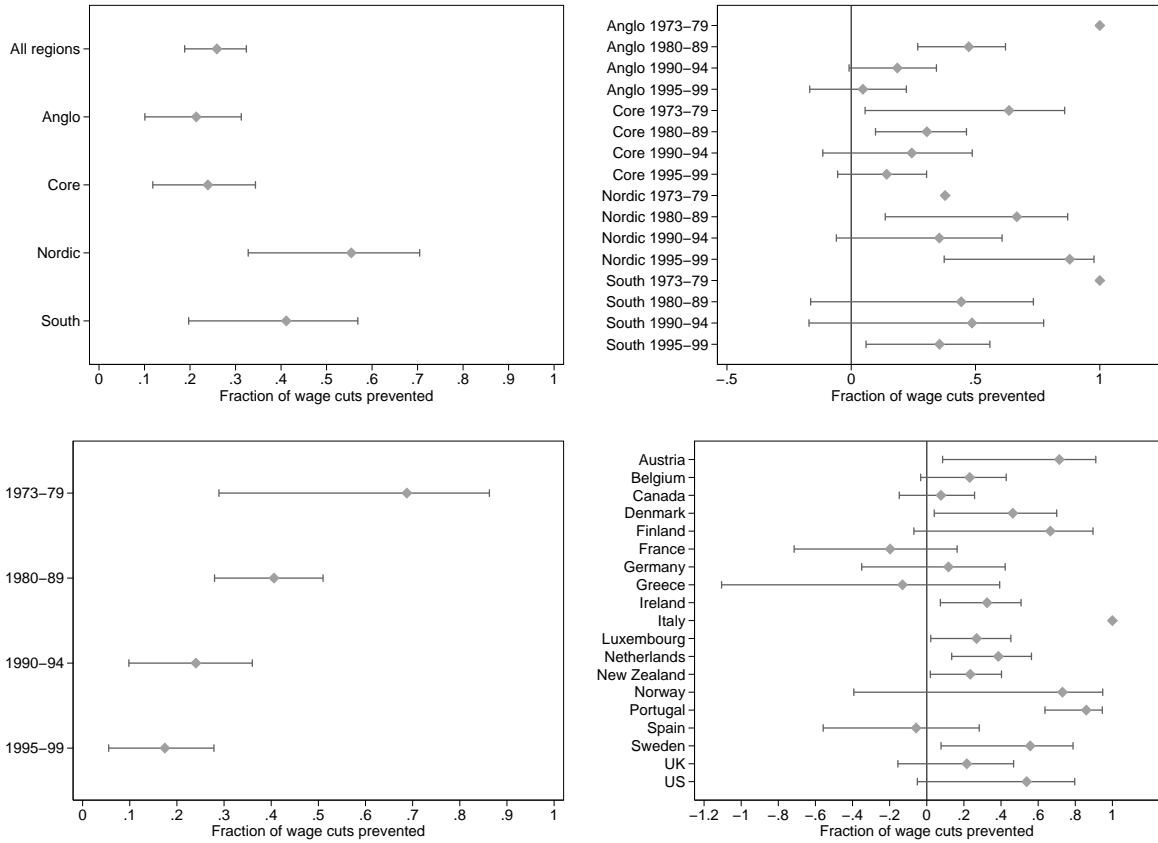 All regions
Anglo
Core
Nordic
South
0 .1 .2 .3 .4 .5 .6 .7 .8 .9 1
Fraction of wage cuts prevented
Anglo 1973−79
Anglo 1980−89
Anglo 1990−94
Anglo 1995−99
Core 1973−79
Core 1980−89
Core 1990−94
Core 1995−99
Nordic 1973−79
Nordic 1980−89
Nordic 1990−94
Nordic 1995−99
South 1973−79
South 1980−89
South 1990−94
South 1995−99
−.5 0 .5 1
Fraction of wage cuts prevented
1973−79
1980−89
1990−94
1995−99
0 .1 .2 .3 .4 .5 .6 .7 .8 .9 1
Fraction of wage cuts prevented
Austria
Belgium
Canada
Denmark
Finland
France
Germany
Greece
Ireland
Italy
Luxembourg
Netherlands
New Zealand
Norway
Portugal
Spain
Sweden
UK
US
−1.2 −1 −.8 −.6 −.4 −.2 0 .2 .4 .6 .8 1
Fraction of wage cuts prevented